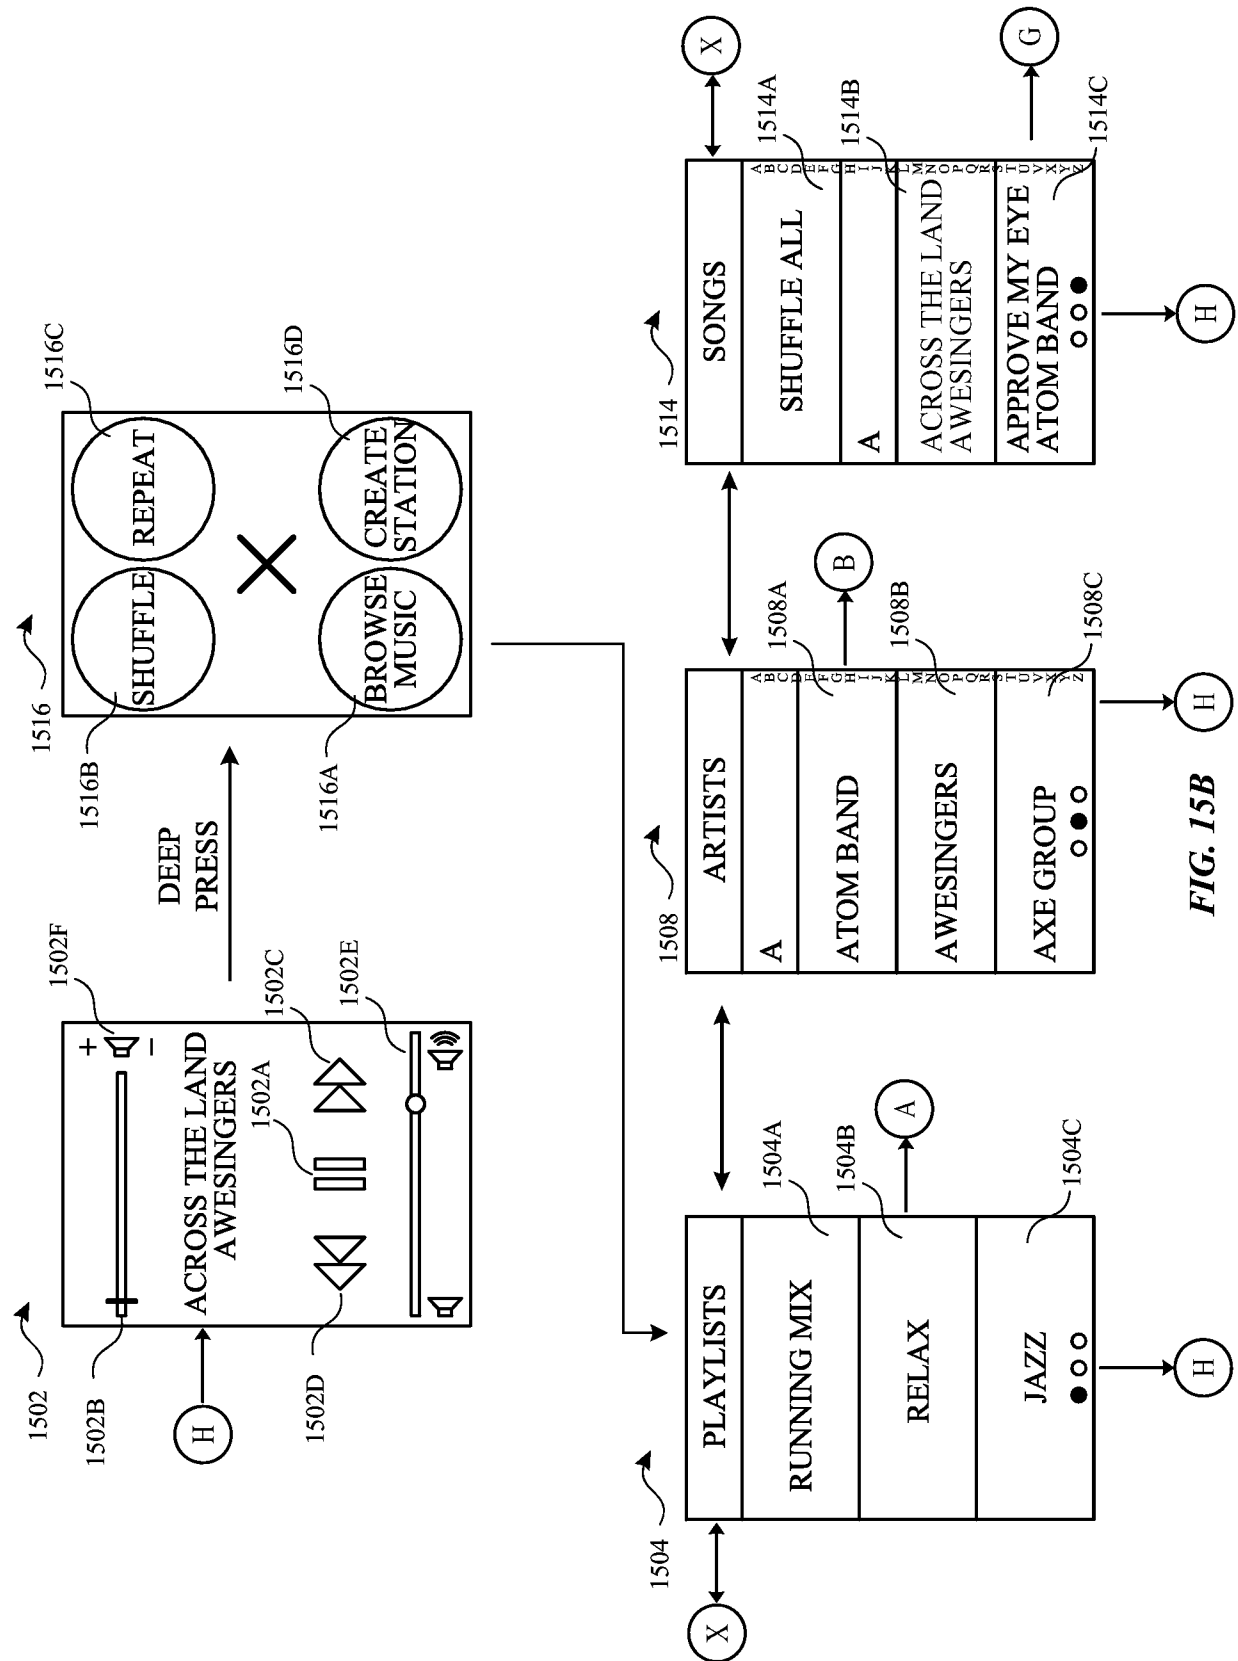 1502
1502B
H
1502D
+
−
1502F
ACROSS THE LAND
AWESINGERS
1502A
1502C
1502E
DEEP
PRESS
1516
1516B
1516A
SHUFFLE
REPEAT
BROWSE
MUSIC
CREATE
STATION
1516C
1516D
1504
X
PLAYLISTS
RUNNING MIX
RELAX
JAZZ
1504A
1504B
1504C
A
H
1508
ARTISTS
A
ATOM BAND
AWESINGERS
AXE GROUP
A
B
C
D
E
F
G
H
I
J
K
L
M
N
O
P
Q
R
S
T
U
V
X
Y
Z
B
1508A
1508B
1508C
H
1514
SONGS
SHUFFLE ALL
A
ACROSS THE LAND
AWESINGERS
APPROVE MY EYE
ATOM BAND
A
B
C
D
E
F
G
H
I
J
K
L
M
N
O
P
Q
R
S
T
U
V
X
Y
Z
X
1514A
1514B
1514C
G
H
FIG. 15B